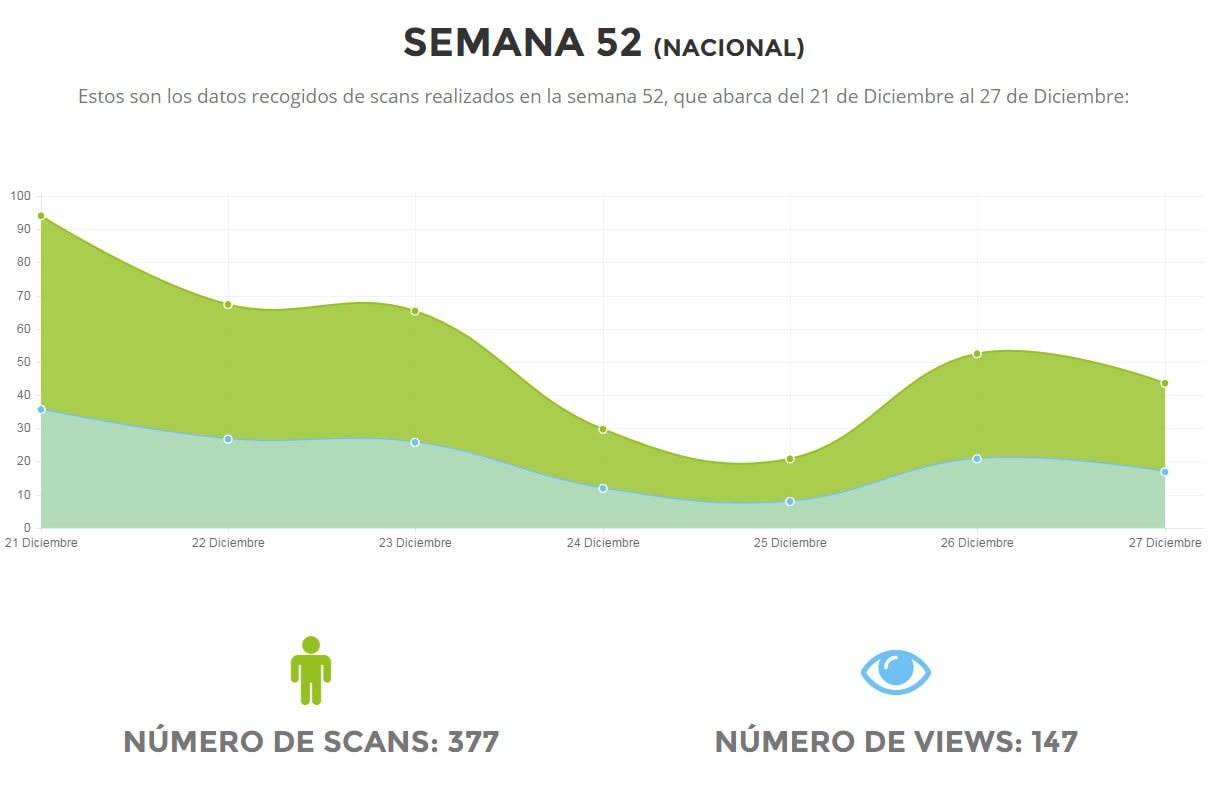 SEMANA 52 (NACIONAL)
Estos son los datos recogidos de scans realizados en la semana 52, que abarca del 21 de Diciembre al 27 de Diciembre:
100
90
80
70
60
50
40
30
20
10
0
21 Diciembre 22 Diciembre 23 Diciembre 24 Diciembre 25 Diciembre 26 Diciembre 27 Diciembre
NÚMERO DE SCANS: 377 NÚMERO DE VIEWS: 147